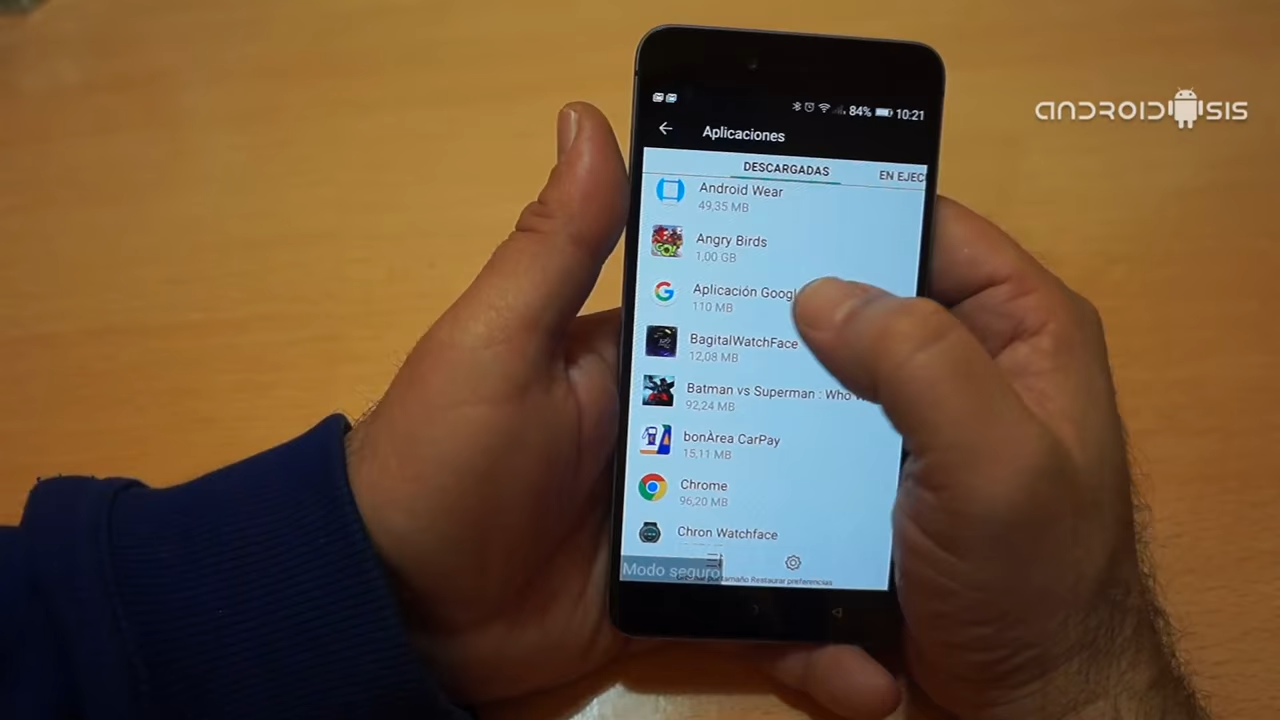 ANDROIDSIS
84% 10:21
Aplicaciones
DESCARGADAS
EN EJEC
Android Wear
49,35 MB
Angry Birds
1,00 GB
Aplicación Googl
110 MB
BagitalWatchFace
12,08 MB
Batman vs Superman : Who W
92,24 MB
bonÀrea CarPay
15,11 MB
Chrome
96,20 MB
Chron Watchface
Modo seguro
tamaño Restaurar preferencias